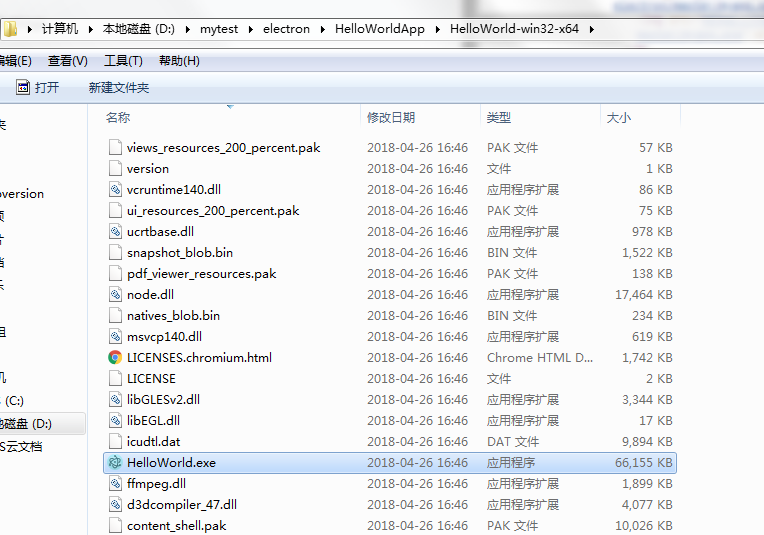 计算机 本地磁盘 (D:) mytest electron HelloWorldApp HelloWorld-win32-x64
编辑(E) 查看(V) 工具(T) 帮助(H)
打开 新建文件夹
名称 修改日期 类型 大小
夹
oversion
频
片
档
乐
组
机
(C:)
地磁盘 (D:)
S云文档
views_resources_200_percent.pak 2018-04-26 16:46 PAK 文件 57 KB
version 2018-04-26 16:46 文件 1 KB
vcruntime140.dll 2018-04-26 16:46 应用程序扩展 86 KB
ui_resources_200_percent.pak 2018-04-26 16:46 PAK 文件 75 KB
ucrtbase.dll 2018-04-26 16:46 应用程序扩展 978 KB
snapshot_blob.bin 2018-04-26 16:46 BIN 文件 1,522 KB
pdf_viewer_resources.pak 2018-04-26 16:46 PAK 文件 138 KB
node.dll 2018-04-26 16:46 应用程序扩展 17,464 KB
natives_blob.bin 2018-04-26 16:46 BIN 文件 234 KB
msvcp140.dll 2018-04-26 16:46 应用程序扩展 619 KB
LICENSES.chromium.html 2018-04-26 16:46 Chrome HTML D... 1,742 KB
LICENSE 2018-04-26 16:46 文件 2 KB
libGLESv2.dll 2018-04-26 16:46 应用程序扩展 3,344 KB
libEGL.dll 2018-04-26 16:46 应用程序扩展 17 KB
icudtl.dat 2018-04-26 16:46 DAT 文件 9,894 KB
HelloWorld.exe 2018-04-26 16:46 应用程序 66,155 KB
ffmpeg.dll 2018-04-26 16:46 应用程序扩展 1,899 KB
d3dcompiler_47.dll 2018-04-26 16:46 应用程序扩展 4,077 KB
content_shell.pak 2018-04-26 16:46 PAK 文件 10,026 KB